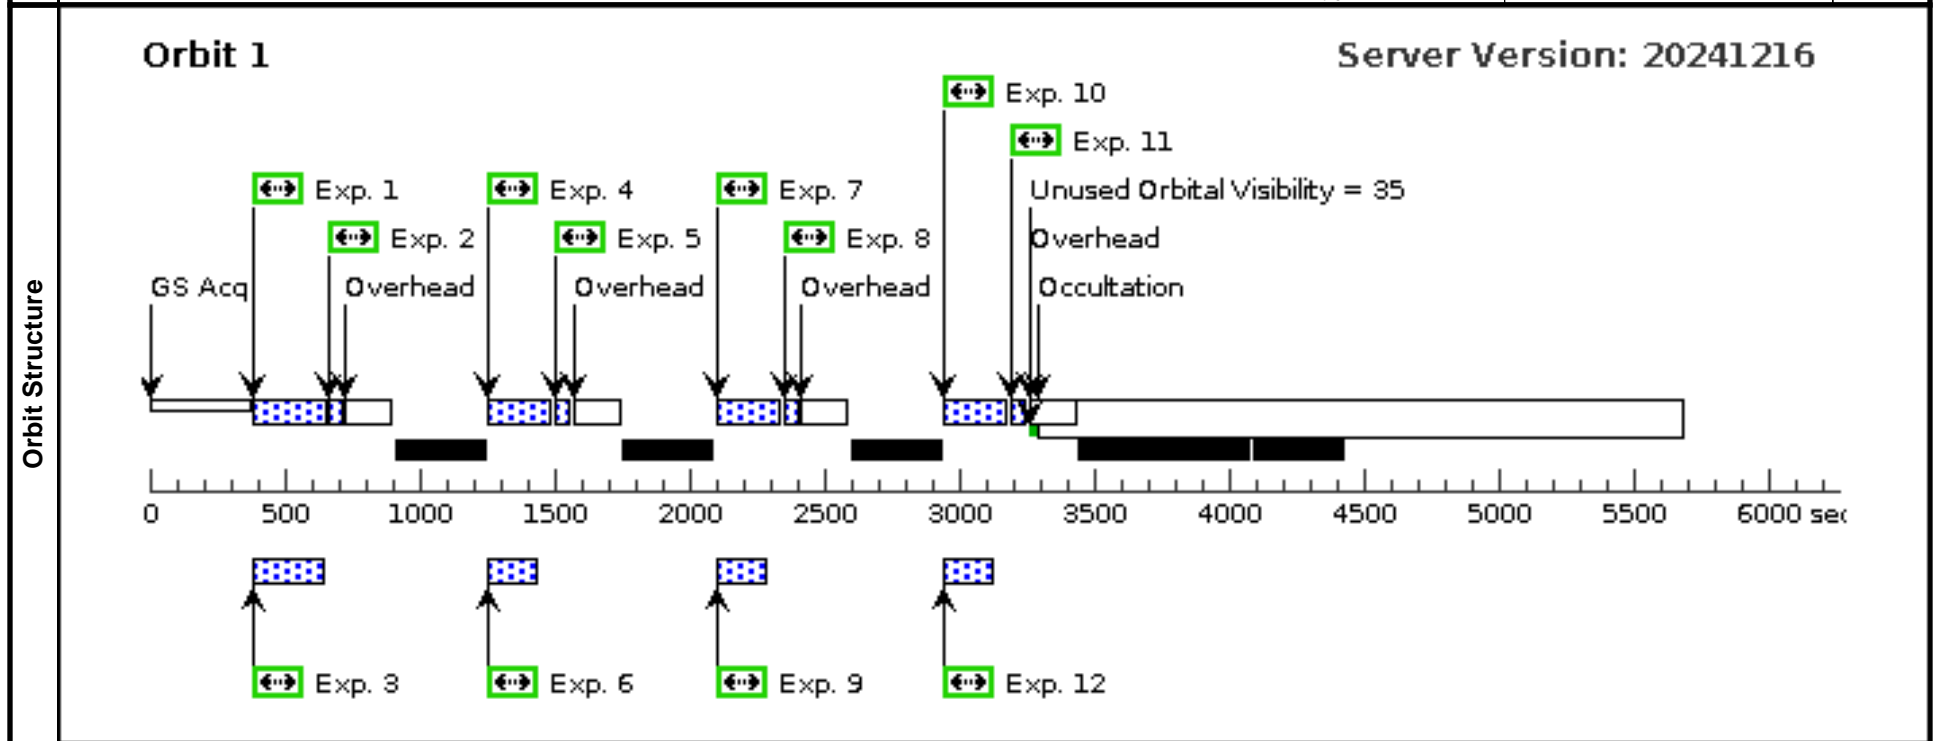 Orbit Structure
Orbit 1
Server Version: 20241216
Exp. 10
Exp. 11
Exp. 1
Exp. 4
Exp. 7
Unused Orbital Visibility = 35
Exp. 2
Exp. 5
Exp. 8
Overhead
GS Acq
Overhead
Overhead
Overhead
Occultation
0 500 1000 1500 2000 2500 3000 3500 4000 4500 5000 5500 6000 sec
Exp. 3
Exp. 6
Exp. 9
Exp. 12